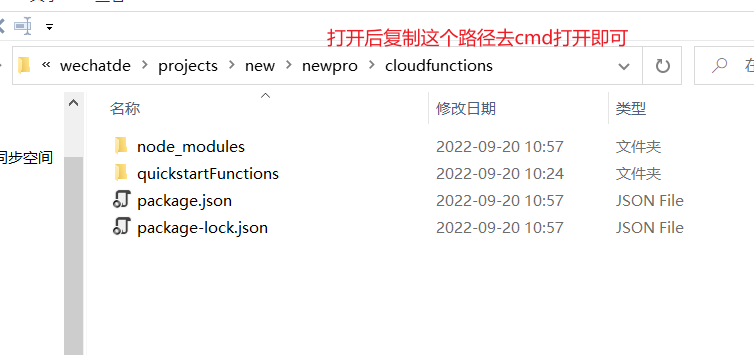 打开后复制这个路径去cmd打开即可
« wechatde › projects › new › newpro › cloudfunctions
在
名称 修改日期 类型
同步空间
node_modules 2022-09-20 10:57 文件夹
quickstartFunctions 2022-09-20 10:24 文件夹
package.json 2022-09-20 10:57 JSON File
package-lock.json 2022-09-20 10:57 JSON File